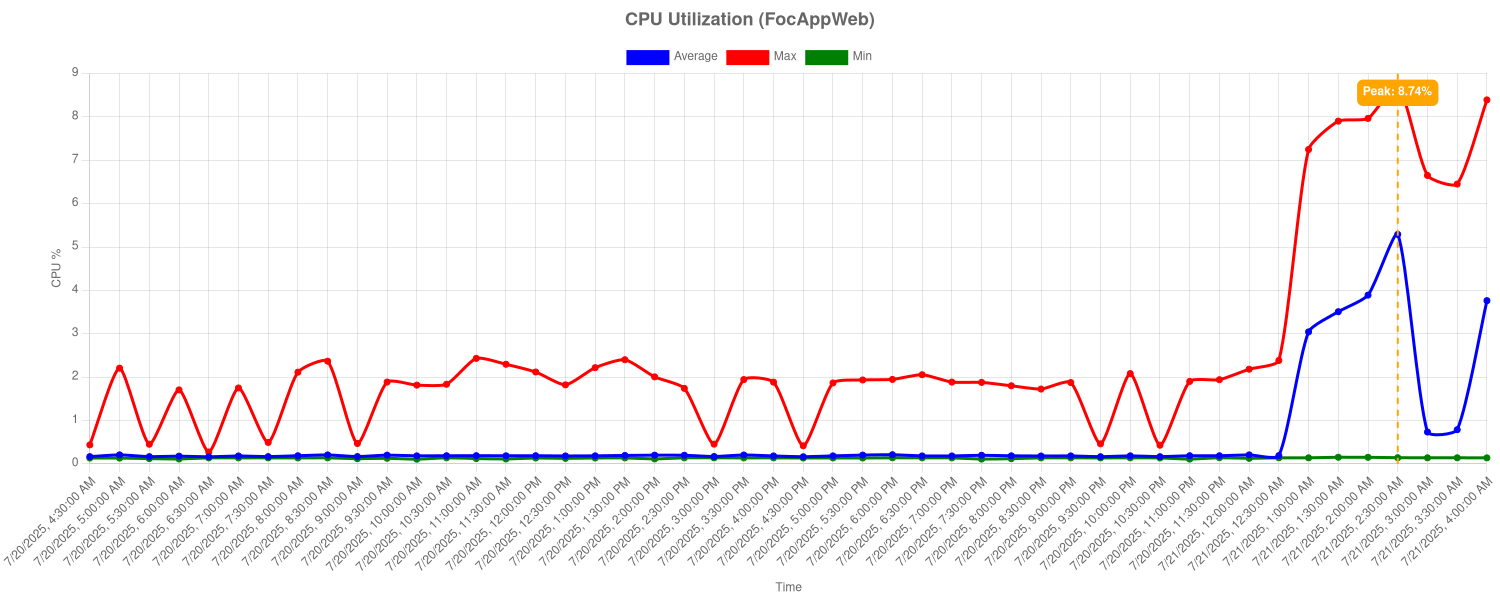 CPU Utilization (FocAppWeb)
Average Max Min
Peak: 8.74%
9
8
7
6
5
4
3
2
1
0
CPU %
7/20/2025, 4:30:00 AM
7/20/2025, 5:00:00 AM
7/20/2025, 5:30:00 AM
7/20/2025, 6:00:00 AM
7/20/2025, 6:30:00 AM
7/20/2025, 7:00:00 AM
7/20/2025, 7:30:00 AM
7/20/2025, 8:00:00 AM
7/20/2025, 8:30:00 AM
7/20/2025, 9:00:00 AM
7/20/2025, 9:30:00 AM
7/20/2025, 10:00:00 AM
7/20/2025, 10:30:00 AM
7/20/2025, 11:00:00 AM
7/20/2025, 11:30:00 AM
7/20/2025, 12:00:00 PM
7/20/2025, 12:30:00 PM
7/20/2025, 1:00:00 PM
7/20/2025, 1:30:00 PM
7/20/2025, 2:00:00 PM
7/20/2025, 2:30:00 PM
7/20/2025, 3:00:00 PM
7/20/2025, 3:30:00 PM
7/20/2025, 4:00:00 PM
7/20/2025, 4:30:00 PM
7/20/2025, 5:00:00 PM
7/20/2025, 5:30:00 PM
7/20/2025, 6:00:00 PM
7/20/2025, 6:30:00 PM
7/20/2025, 7:00:00 PM
7/20/2025, 7:30:00 PM
7/20/2025, 8:00:00 PM
7/20/2025, 8:30:00 PM
7/20/2025, 9:00:00 PM
7/20/2025, 9:30:00 PM
7/20/2025, 10:00:00 PM
7/20/2025, 10:30:00 PM
7/20/2025, 11:00:00 PM
7/20/2025, 11:30:00 PM
7/21/2025, 12:00:00 AM
7/21/2025, 12:30:00 AM
7/21/2025, 1:00:00 AM
7/21/2025, 1:30:00 AM
7/21/2025, 2:00:00 AM
7/21/2025, 2:30:00 AM
7/21/2025, 3:00:00 AM
7/21/2025, 3:30:00 AM
7/21/2025, 4:00:00 AM
Time